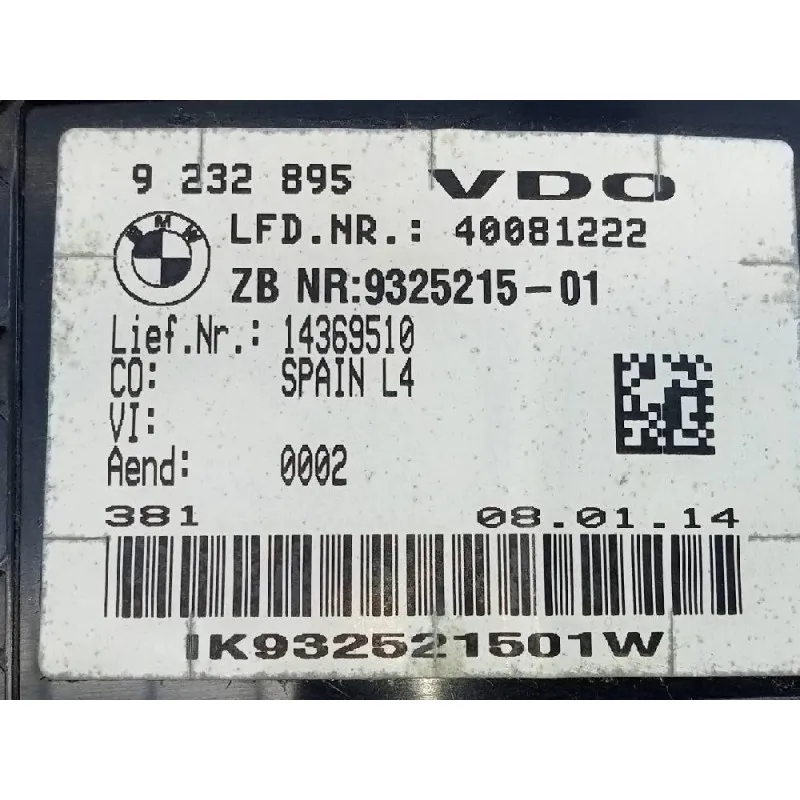 9 232 895 VDO
BMW
LFD.NR.: 40081222
ZB NR:9325215-01
Lief.Nr.: 14369510
CO: SPAIN L4
VI:
Aend: 0002
381 08.01.14
IK932521501W